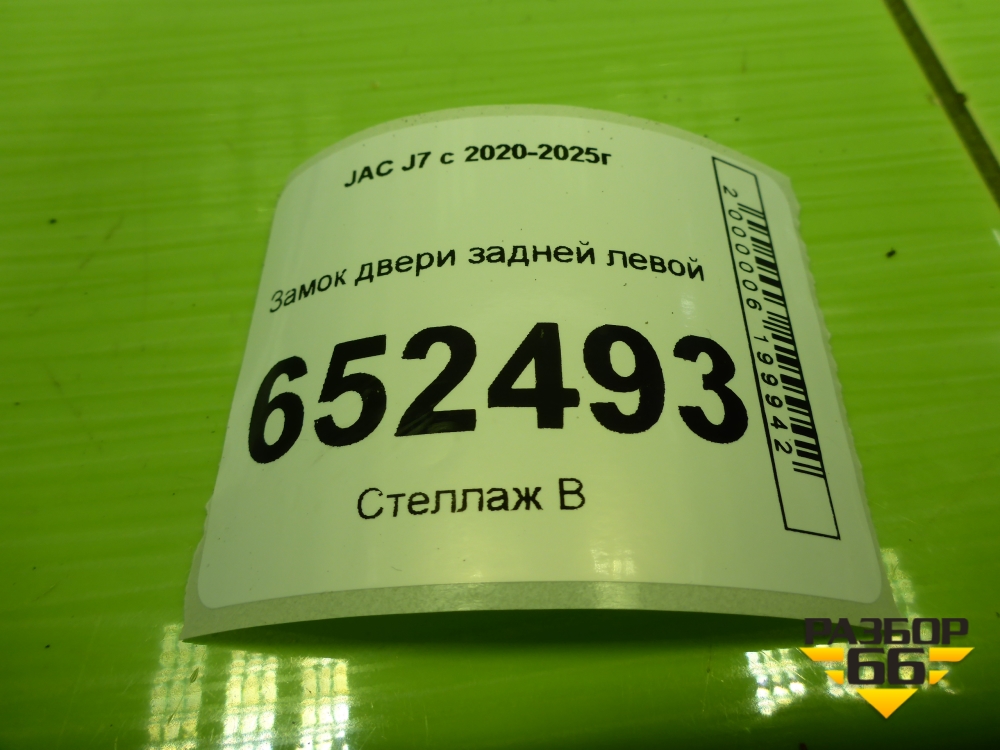 JAC J7 с 2020-2025г
Замок двери задней левой
652493
Стеллаж В
2000006199942
РАЗБОР
66